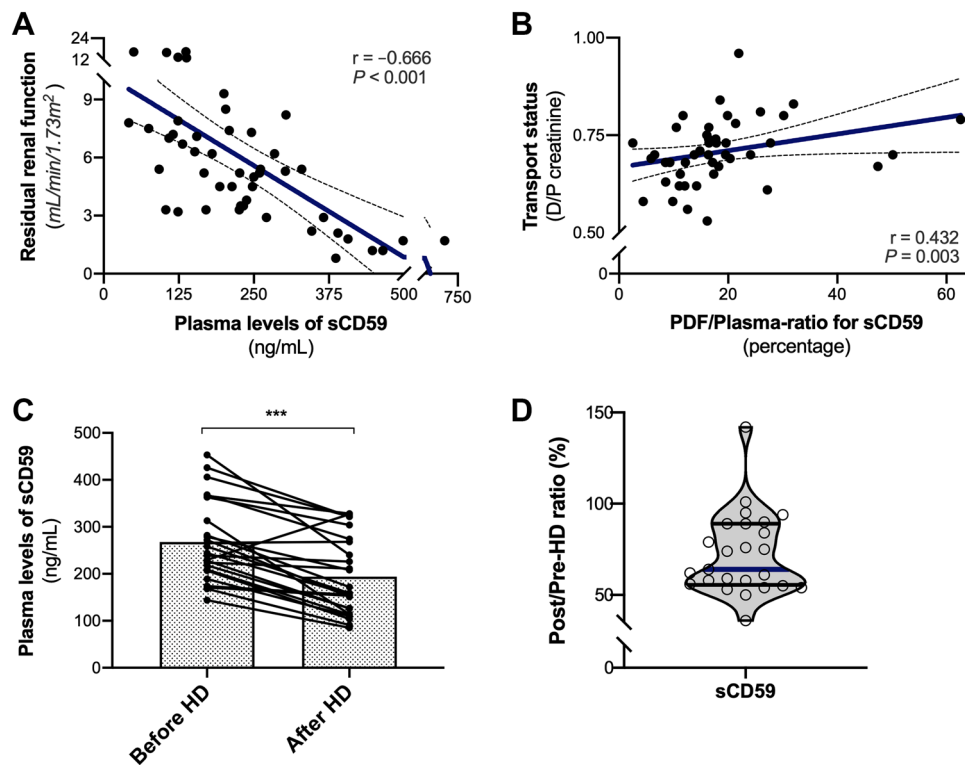 A
Residual renal function
(mL/min/1.73m²)
24
12
9
6
3
0
r = −0.666
P < 0.001
0 125 250 375 500 750
Plasma levels of sCD59
(ng/mL)
B
Transport status
(D/P creatinine)
1.00
0.75
0.50
0
r = 0.432
P = 0.003
0 20 40 60
PDF/Plasma-ratio for sCD59
(percentage)
C
Plasma levels of sCD59
(ng/mL)
500
400
300
200
100
0
***
Before HD
After HD
D
Post/Pre-HD ratio (%)
150
100
50
0
sCD59